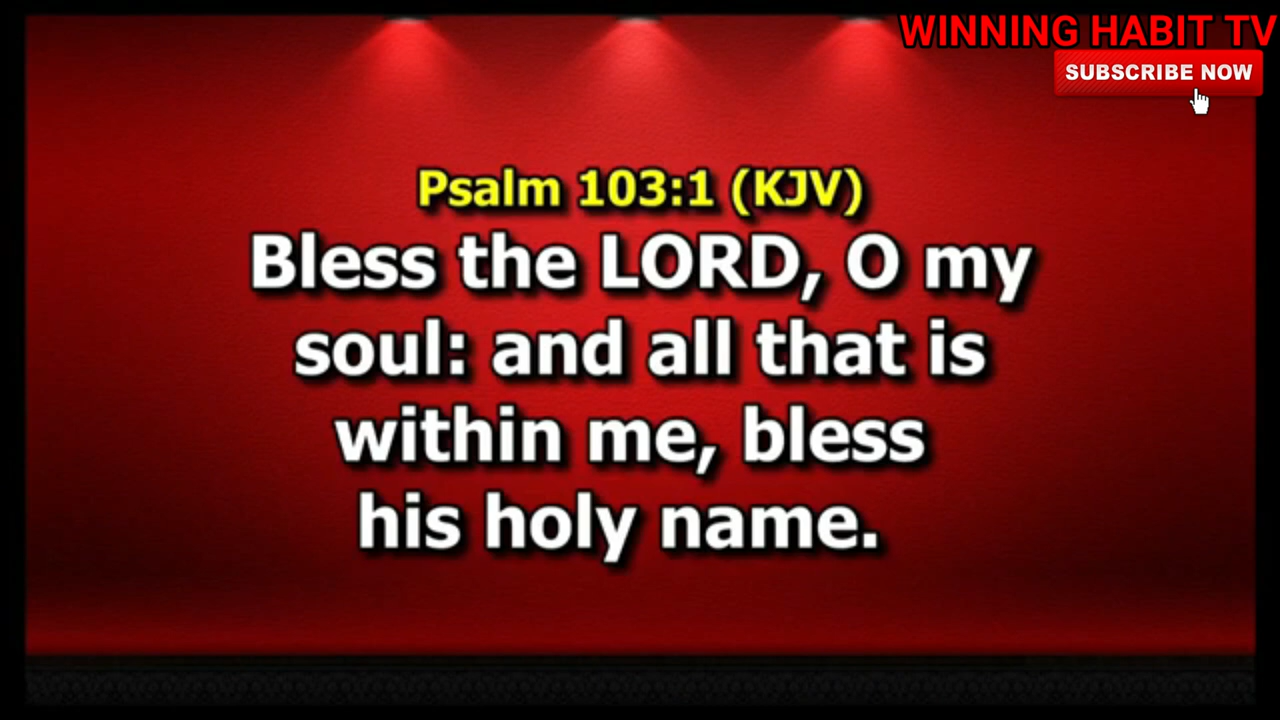 WINNING HABIT TV
SUBSCRIBE NOW
Psalm 103:1 (KJV)
Bless the LORD, O my
soul: and all that is
within me, bless
his holy name.